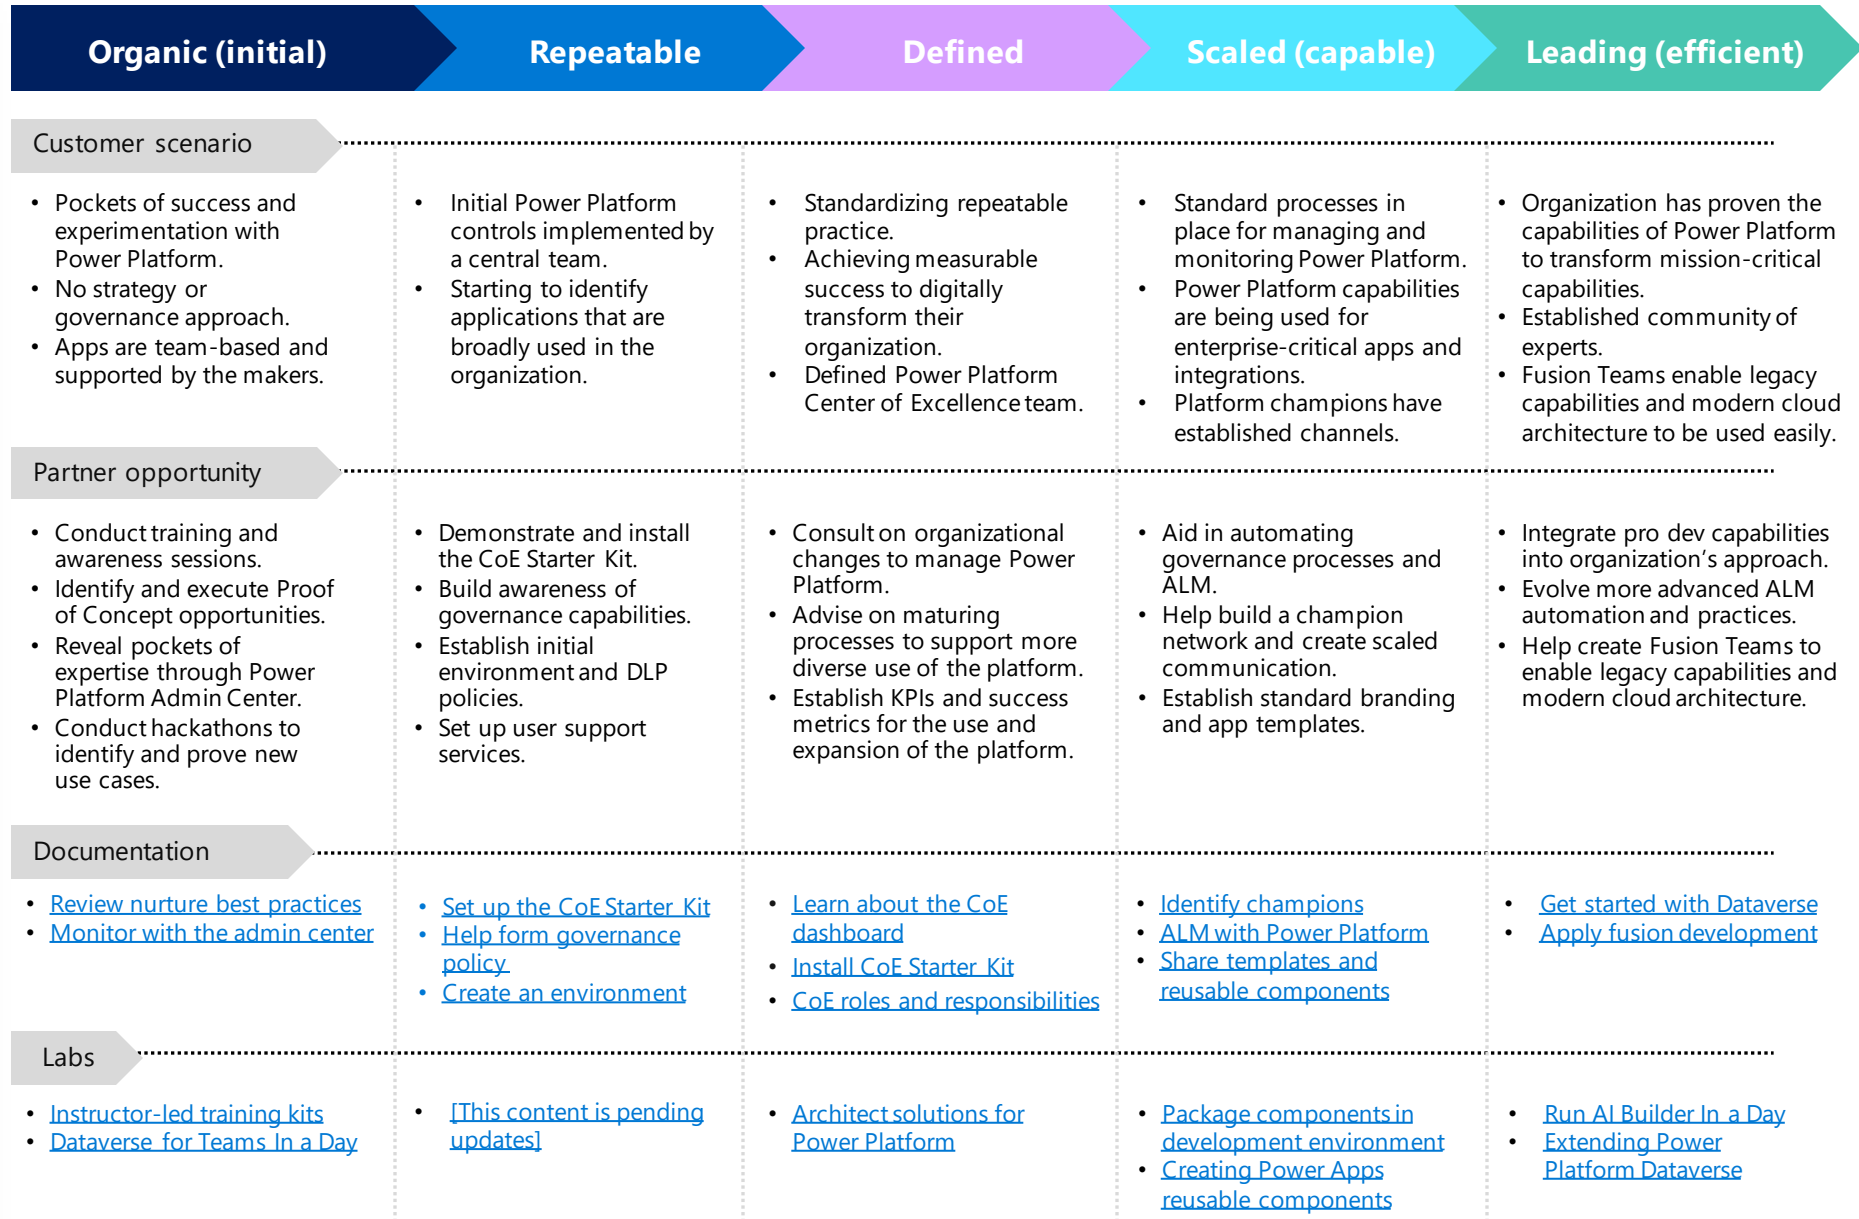 Organic (initial)
Repeatable
Defined
Scaled (capable)
Leading (efficient)
Customer scenario
• Pockets of success and
experimentation with
Power Platform.
• No strategy or
governance approach.
• Apps are team-based and
supported by the makers.
• Initial Power Platform
controls implemented by
a central team.
• Starting to identify
applications that are
broadly used in the
organization.
• Standardizing repeatable
practice.
• Achieving measurable
success to digitally
transform their
organization.
• Defined Power Platform
Center of Excellence team.
• Standard processes in
place for managing and
monitoring Power Platform.
• Power Platform capabilities
are being used for
enterprise-critical apps and
integrations.
• Platform champions have
established channels.
• Organization has proven the
capabilities of Power Platform
to transform mission-critical
capabilities.
• Established community of
experts.
• Fusion Teams enable legacy
capabilities and modern cloud
architecture to be used easily.
Partner opportunity
• Conduct training and
awareness sessions.
• Identify and execute Proof
of Concept opportunities.
• Reveal pockets of
expertise through Power
Platform Admin Center.
• Conduct hackathons to
identify and prove new
use cases.
• Demonstrate and install
the CoE Starter Kit.
• Build awareness of
governance capabilities.
• Establish initial
environment and DLP
policies.
• Set up user support
services.
• Consult on organizational
changes to manage Power
Platform.
• Advise on maturing
processes to support more
diverse use of the platform.
• Establish KPIs and success
metrics for the use and
expansion of the platform.
• Aid in automating
governance processes and
ALM.
• Help build a champion
network and create scaled
communication.
• Establish standard branding
and app templates.
• Integrate pro dev capabilities
into organization's approach.
• Evolve more advanced ALM
automation and practices.
• Help create Fusion Teams to
enable legacy capabilities and
modern cloud architecture.
Documentation
• Review nurture best practices
• Monitor with the admin center
• Set up the CoE Starter Kit
• Help form governance
policy
• Create an environment
• Learn about the CoE
dashboard
• Install CoE Starter Kit
• CoE roles and responsibilities
• Identify champions
• ALM with Power Platform
• Share templates and
reusable components
• Get started with Dataverse
• Apply fusion development
Labs
• Instructor-led training kits
• Dataverse for Teams In a Day
• [This content is pending
updates]
• Architect solutions for
Power Platform
• Package components in
development environment
• Creating Power Apps
reusable components
• Run AI Builder In a Day
• Extending Power
Platform Dataverse